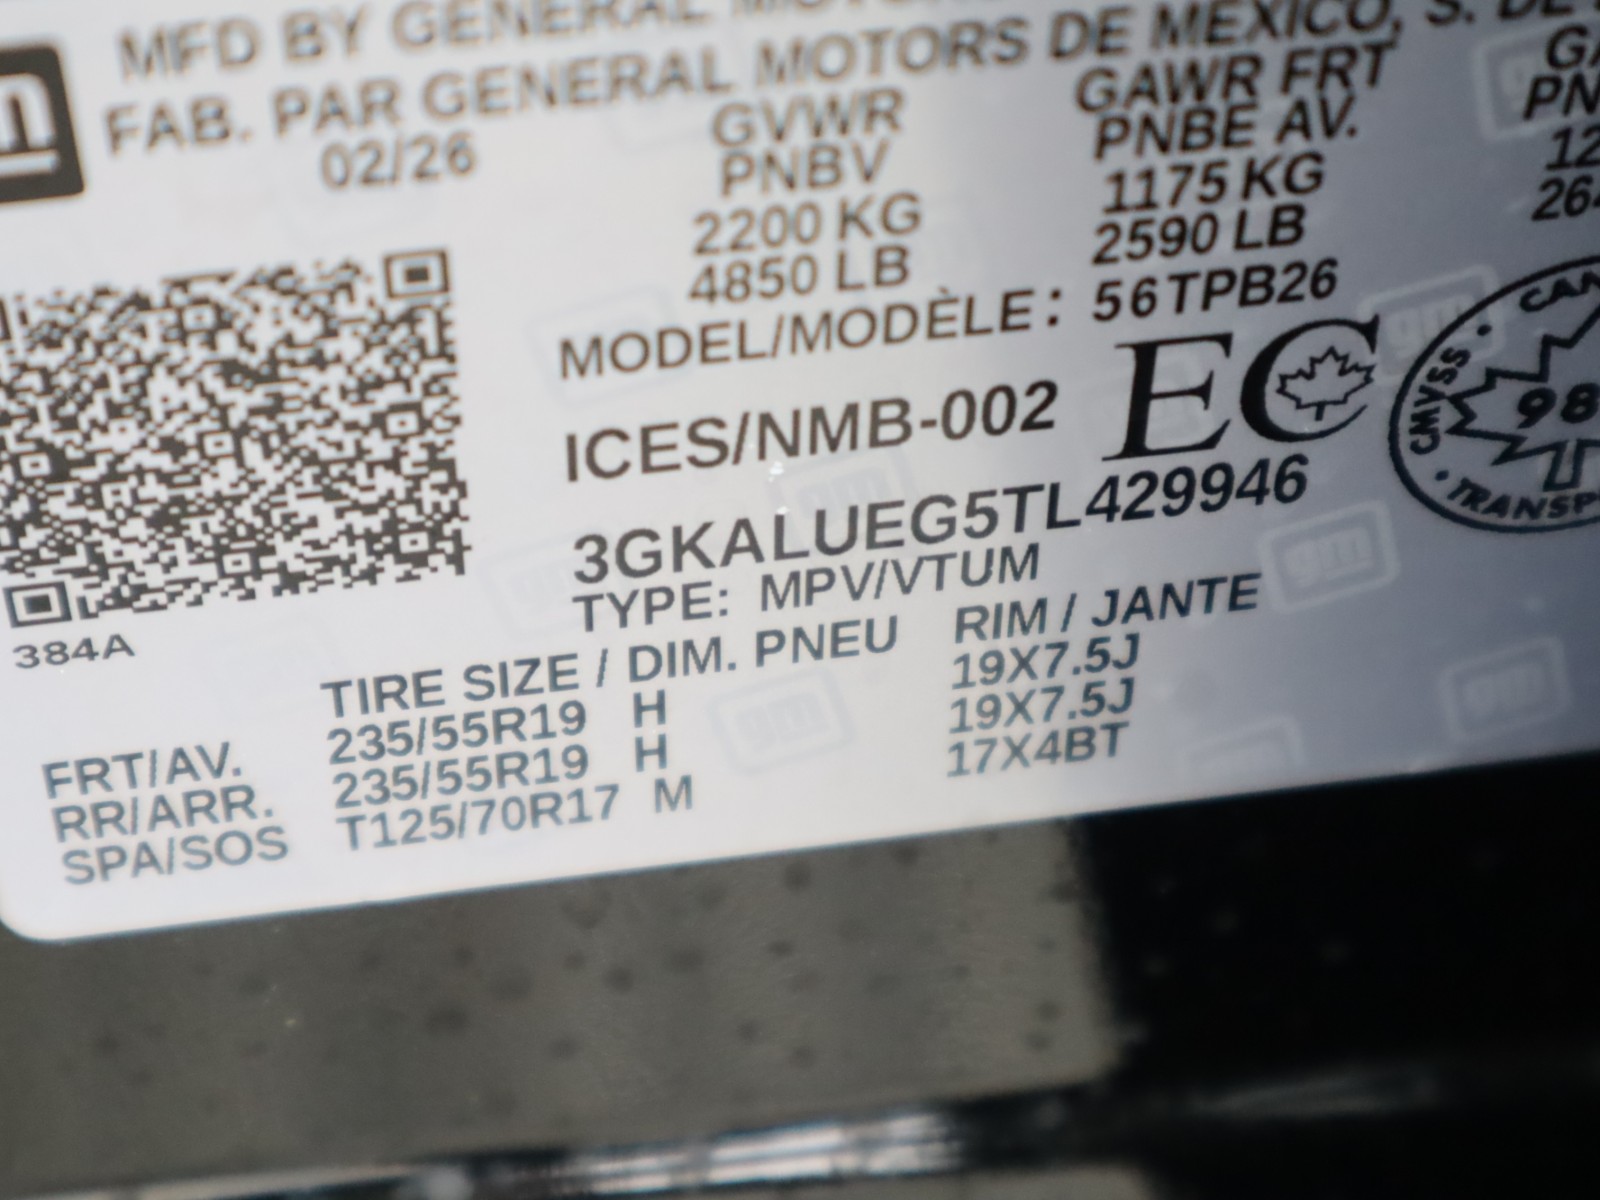 MFD BY GENERAL
FAB. PAR GENERAL MOTORS DE MEXICO, S. DE
02/26
GVWR
PNBV
2200 KG
4850 LB
GAWR FRT
PNBE AV.
1175 KG
2590 LB
MODEL/MODÈLE: 56TPB26
ICES/NMB-002
EC
CMVSS
3GKALUEG5TL429946
TYPE: MPV/VTUM
384A
TIRE SIZE / DIM. PNEU RIM / JANTE
FRT/AV. 235/55R19 H 19X7.5J
RR/ARR. 235/55R19 H 19X7.5J
SPA/SOS T125/70R17 M 17X4BT
gm